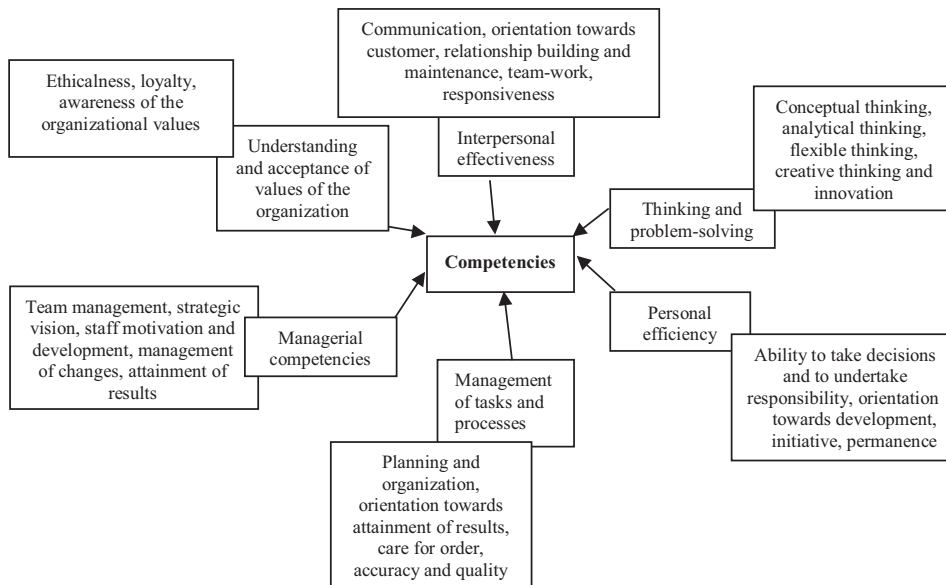 Communication, orientation towards
customer, relationship building and
maintenance, team-work,
responsiveness
Interpersonal
effectiveness
Ethicalness, loyalty,
awareness of the
organizational values
Understanding
and acceptance of
values of the
organization
Conceptual thinking,
analytical thinking,
flexible thinking,
creative thinking and
innovation
Thinking and
problem-solving
Competencies
Team management, strategic
vision, staff motivation and
development, management
of changes, attainment of
results
Managerial
competencies
Personal
efficiency
Ability to take decisions
and to undertake
responsibility, orientation
towards development,
initiative, permanence
Management
of tasks and
processes
Planning and
organization,
orientation towards
attainment of results,
care for order,
accuracy and quality